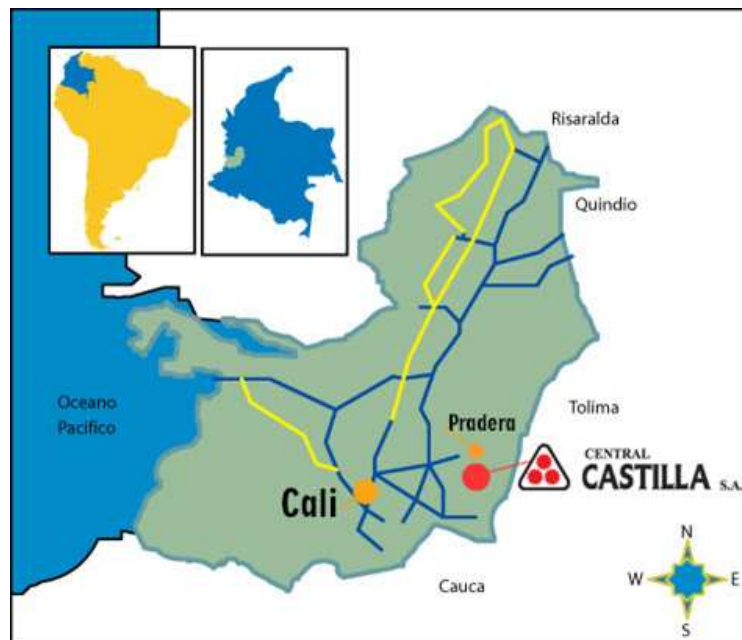 Risaralda
Quindio
Oceano
Pacifico
Tolima
Pradera
CENTRAL
CASTILLA S.A.
Cali
Cauca
N
W E
S